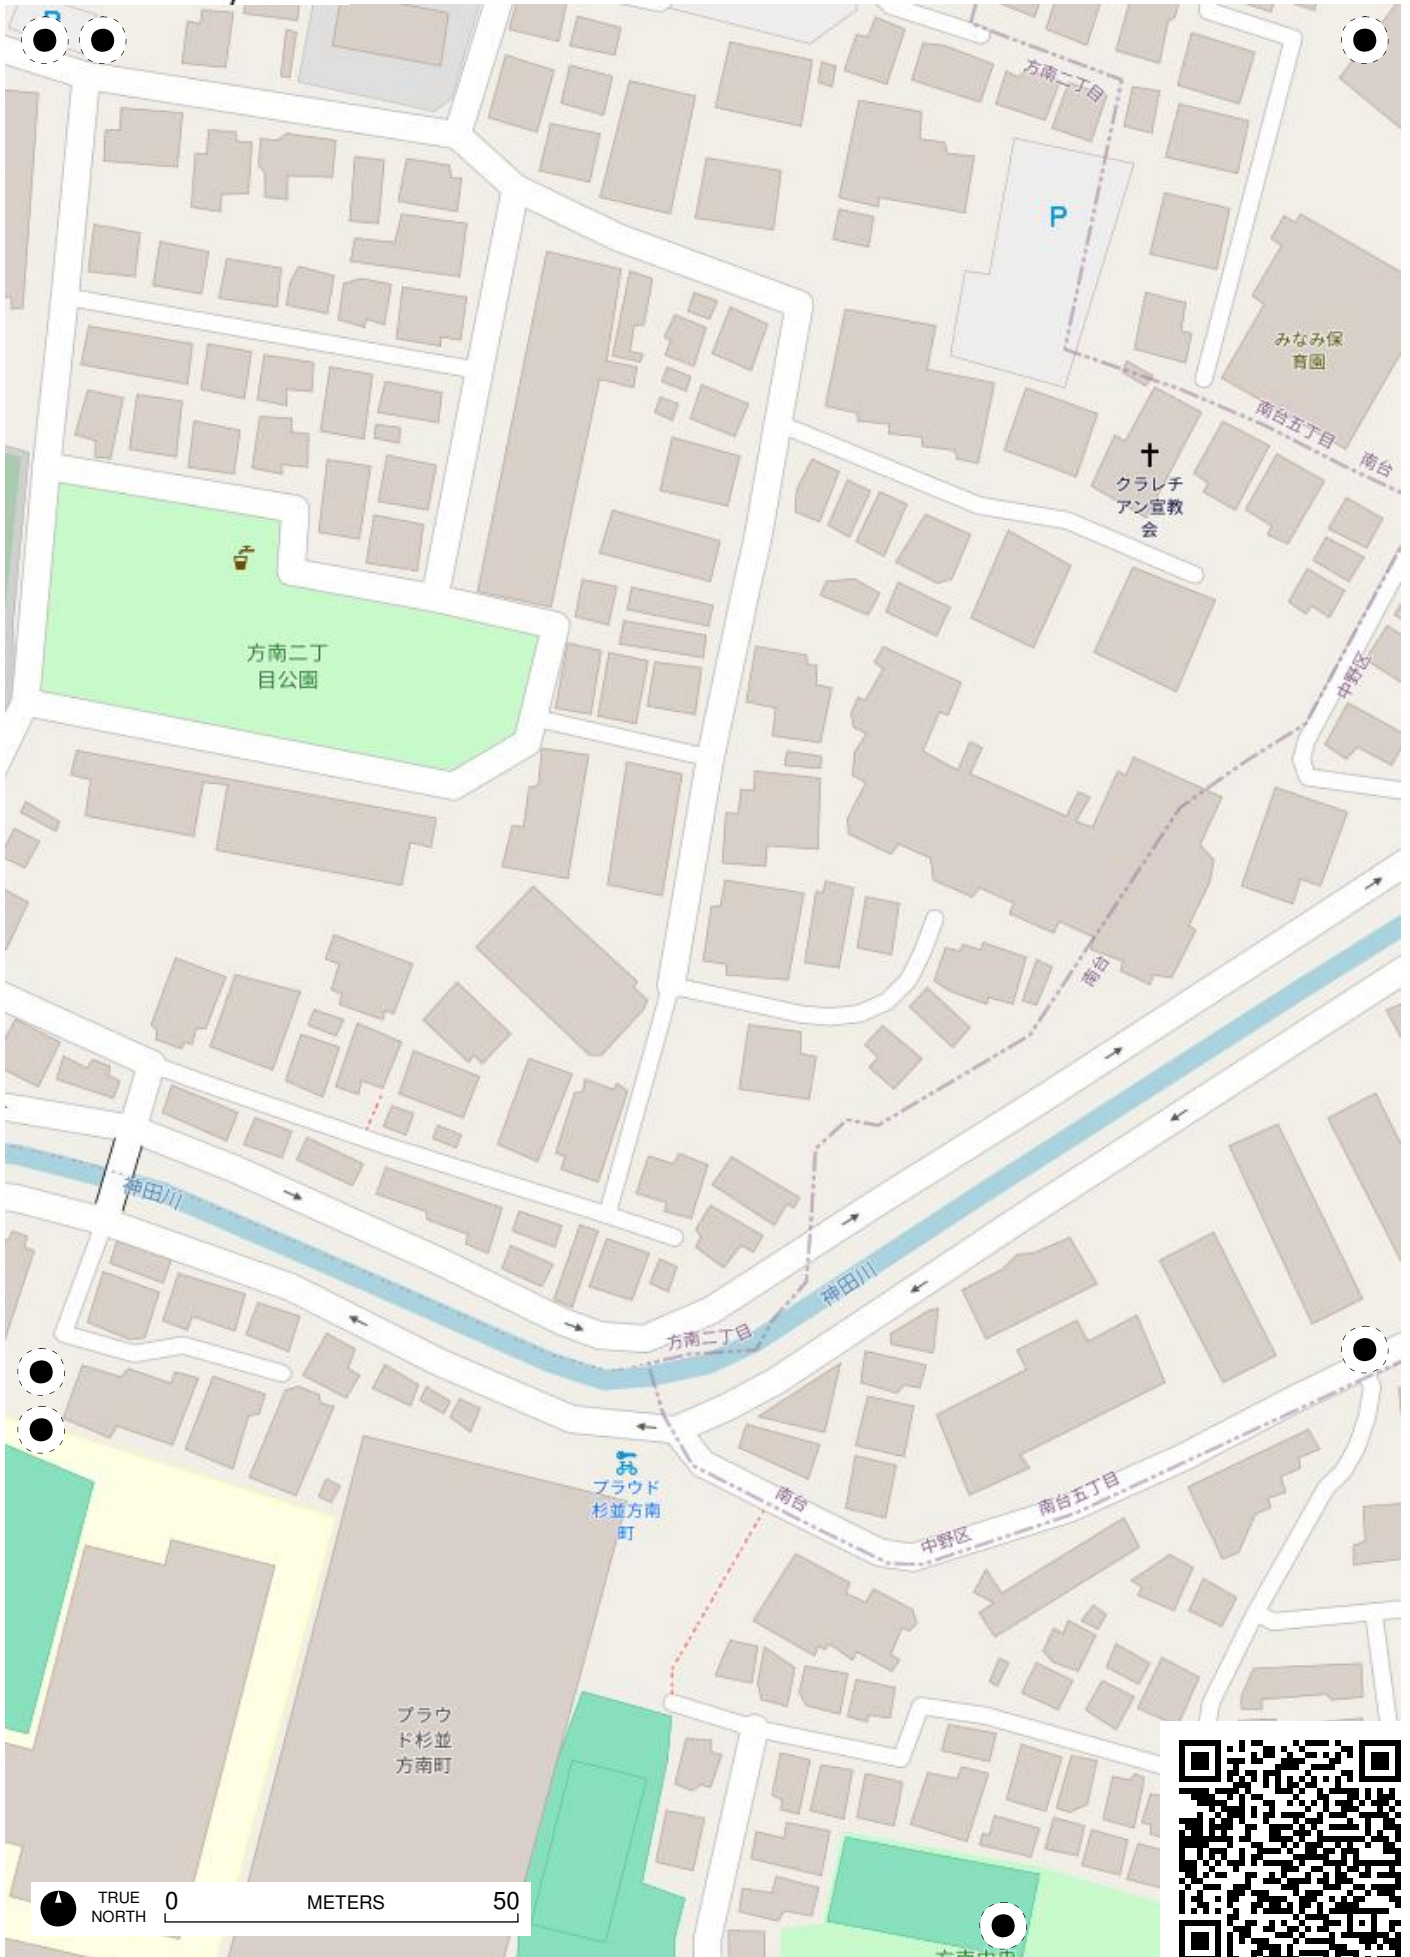 P
方南二丁目
P
みなみ保
育園
南台五丁目
南台
クラレチ
アン宣教
会
方南二丁
目公園
中野区
南台
神田川
神田川
方南二丁目
プラウド
杉並方南
町
南台
南台五丁目
中野区
プラウ
ド杉並
方南町
TRUE
NORTH
0 METERS 50